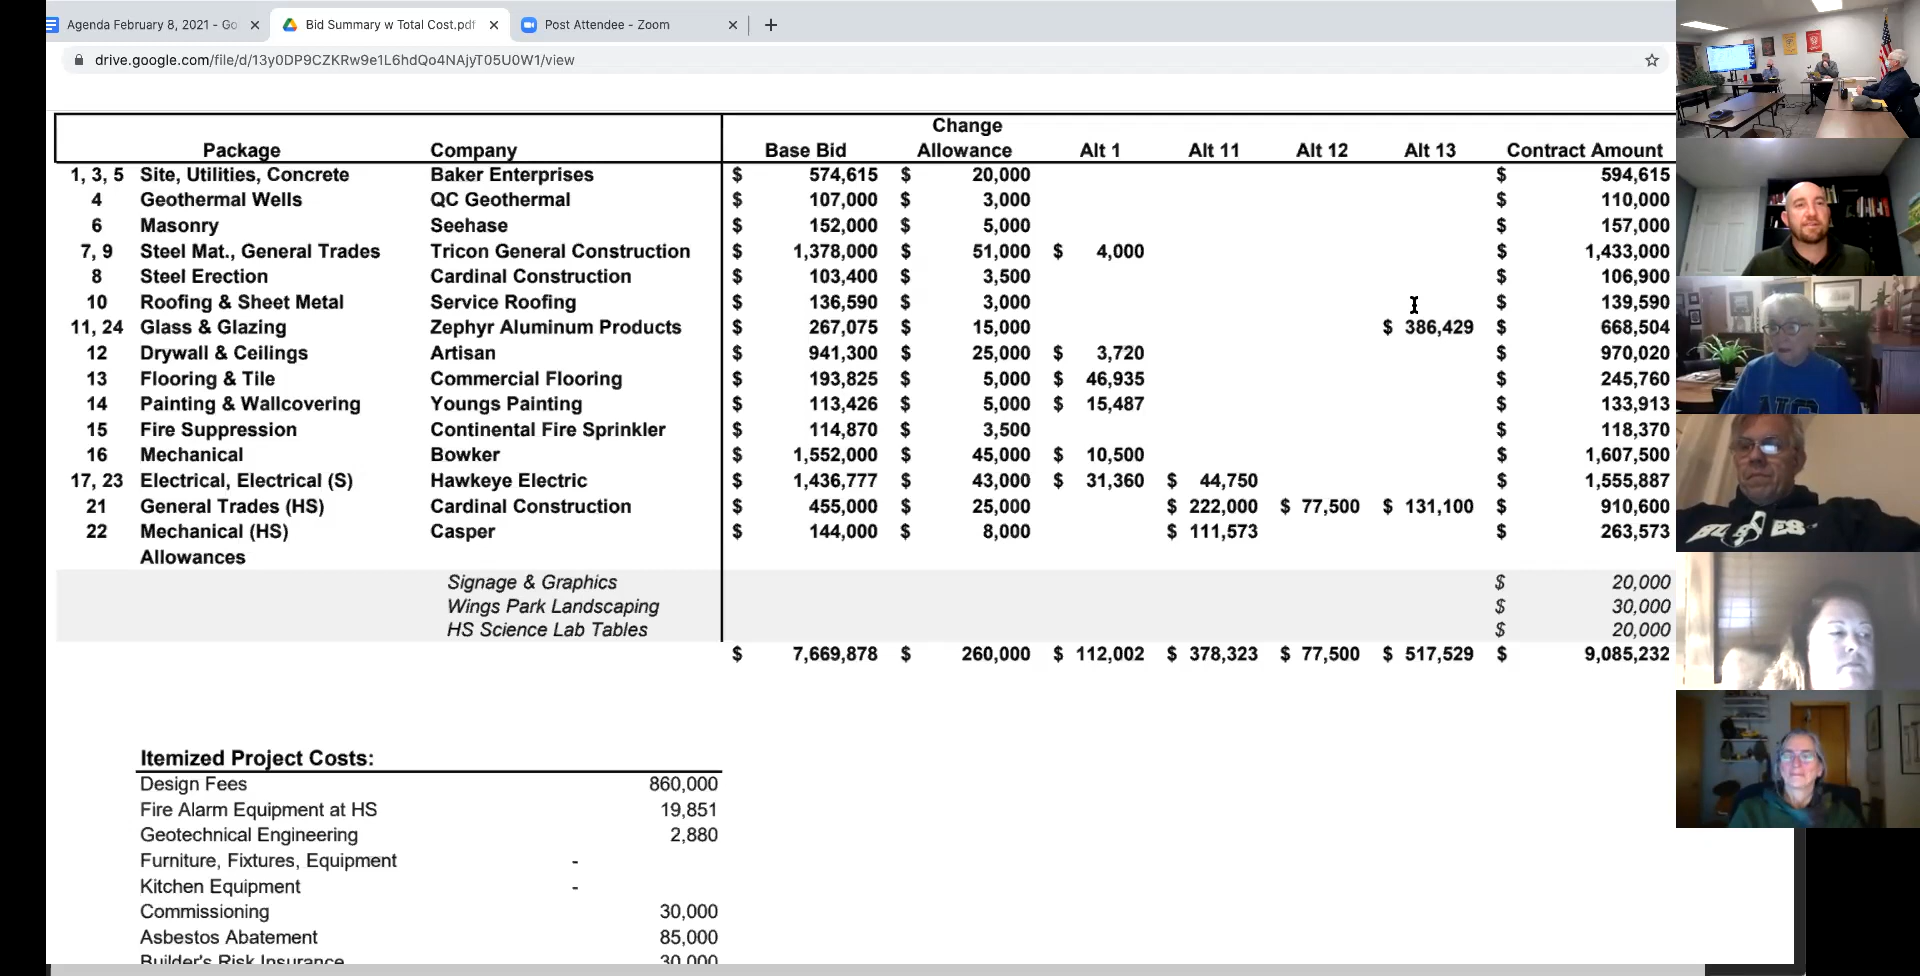 Agenda February 8, 2021 - Go
Bid Summary w Total Cost.pdf
Post Attendee - Zoom
drive.google.com/file/d/13y0DP9CZKRw9e1L6hdQo4NAjyT05U0W1/view
Package Company Base Bid Change Allowance Alt 1 Alt 11 Alt 12 Alt 13 Contract Amount
1, 3, 5 Site, Utilities, Concrete Baker Enterprises $ 574,615 $ 20,000 $ 594,615
4 Geothermal Wells QC Geothermal $ 107,000 $ 3,000 $ 110,000
6 Masonry Seehase $ 152,000 $ 5,000 $ 157,000
7, 9 Steel Mat., General Trades Tricon General Construction $ 1,378,000 $ 51,000 $ 4,000 $ 1,433,000
8 Steel Erection Cardinal Construction $ 103,400 $ 3,500 $ 106,900
10 Roofing & Sheet Metal Service Roofing $ 136,590 $ 3,000 $ 139,590
11, 24 Glass & Glazing Zephyr Aluminum Products $ 267,075 $ 15,000 $ 386,429 $ 668,504
12 Drywall & Ceilings Artisan $ 941,300 $ 25,000 $ 3,720 $ 970,020
13 Flooring & Tile Commercial Flooring $ 193,825 $ 5,000 $ 46,935 $ 245,760
14 Painting & Wallcovering Youngs Painting $ 113,426 $ 5,000 $ 15,487 $ 133,913
15 Fire Suppression Continental Fire Sprinkler $ 114,870 $ 3,500 $ 118,370
16 Mechanical Bowker $ 1,552,000 $ 45,000 $ 10,500 $ 1,607,500
17, 23 Electrical, Electrical (S) Hawkeye Electric $ 1,436,777 $ 43,000 $ 31,360 $ 44,750 $ 1,555,887
21 General Trades (HS) Cardinal Construction $ 455,000 $ 25,000 $ 222,000 $ 77,500 $ 131,100 $ 910,600
22 Mechanical (HS) Casper $ 144,000 $ 8,000 $ 111,573 $ 263,573
Allowances
Signage & Graphics $ 20,000
Wings Park Landscaping $ 30,000
HS Science Lab Tables $ 20,000
$ 7,669,878 $ 260,000 $ 112,002 $ 378,323 $ 77,500 $ 517,529 $ 9,085,232
Itemized Project Costs:
Design Fees 860,000
Fire Alarm Equipment at HS 19,851
Geotechnical Engineering 2,880
Furniture, Fixtures, Equipment -
Kitchen Equipment -
Commissioning 30,000
Asbestos Abatement 85,000
Builder's Risk Insurance 30,000